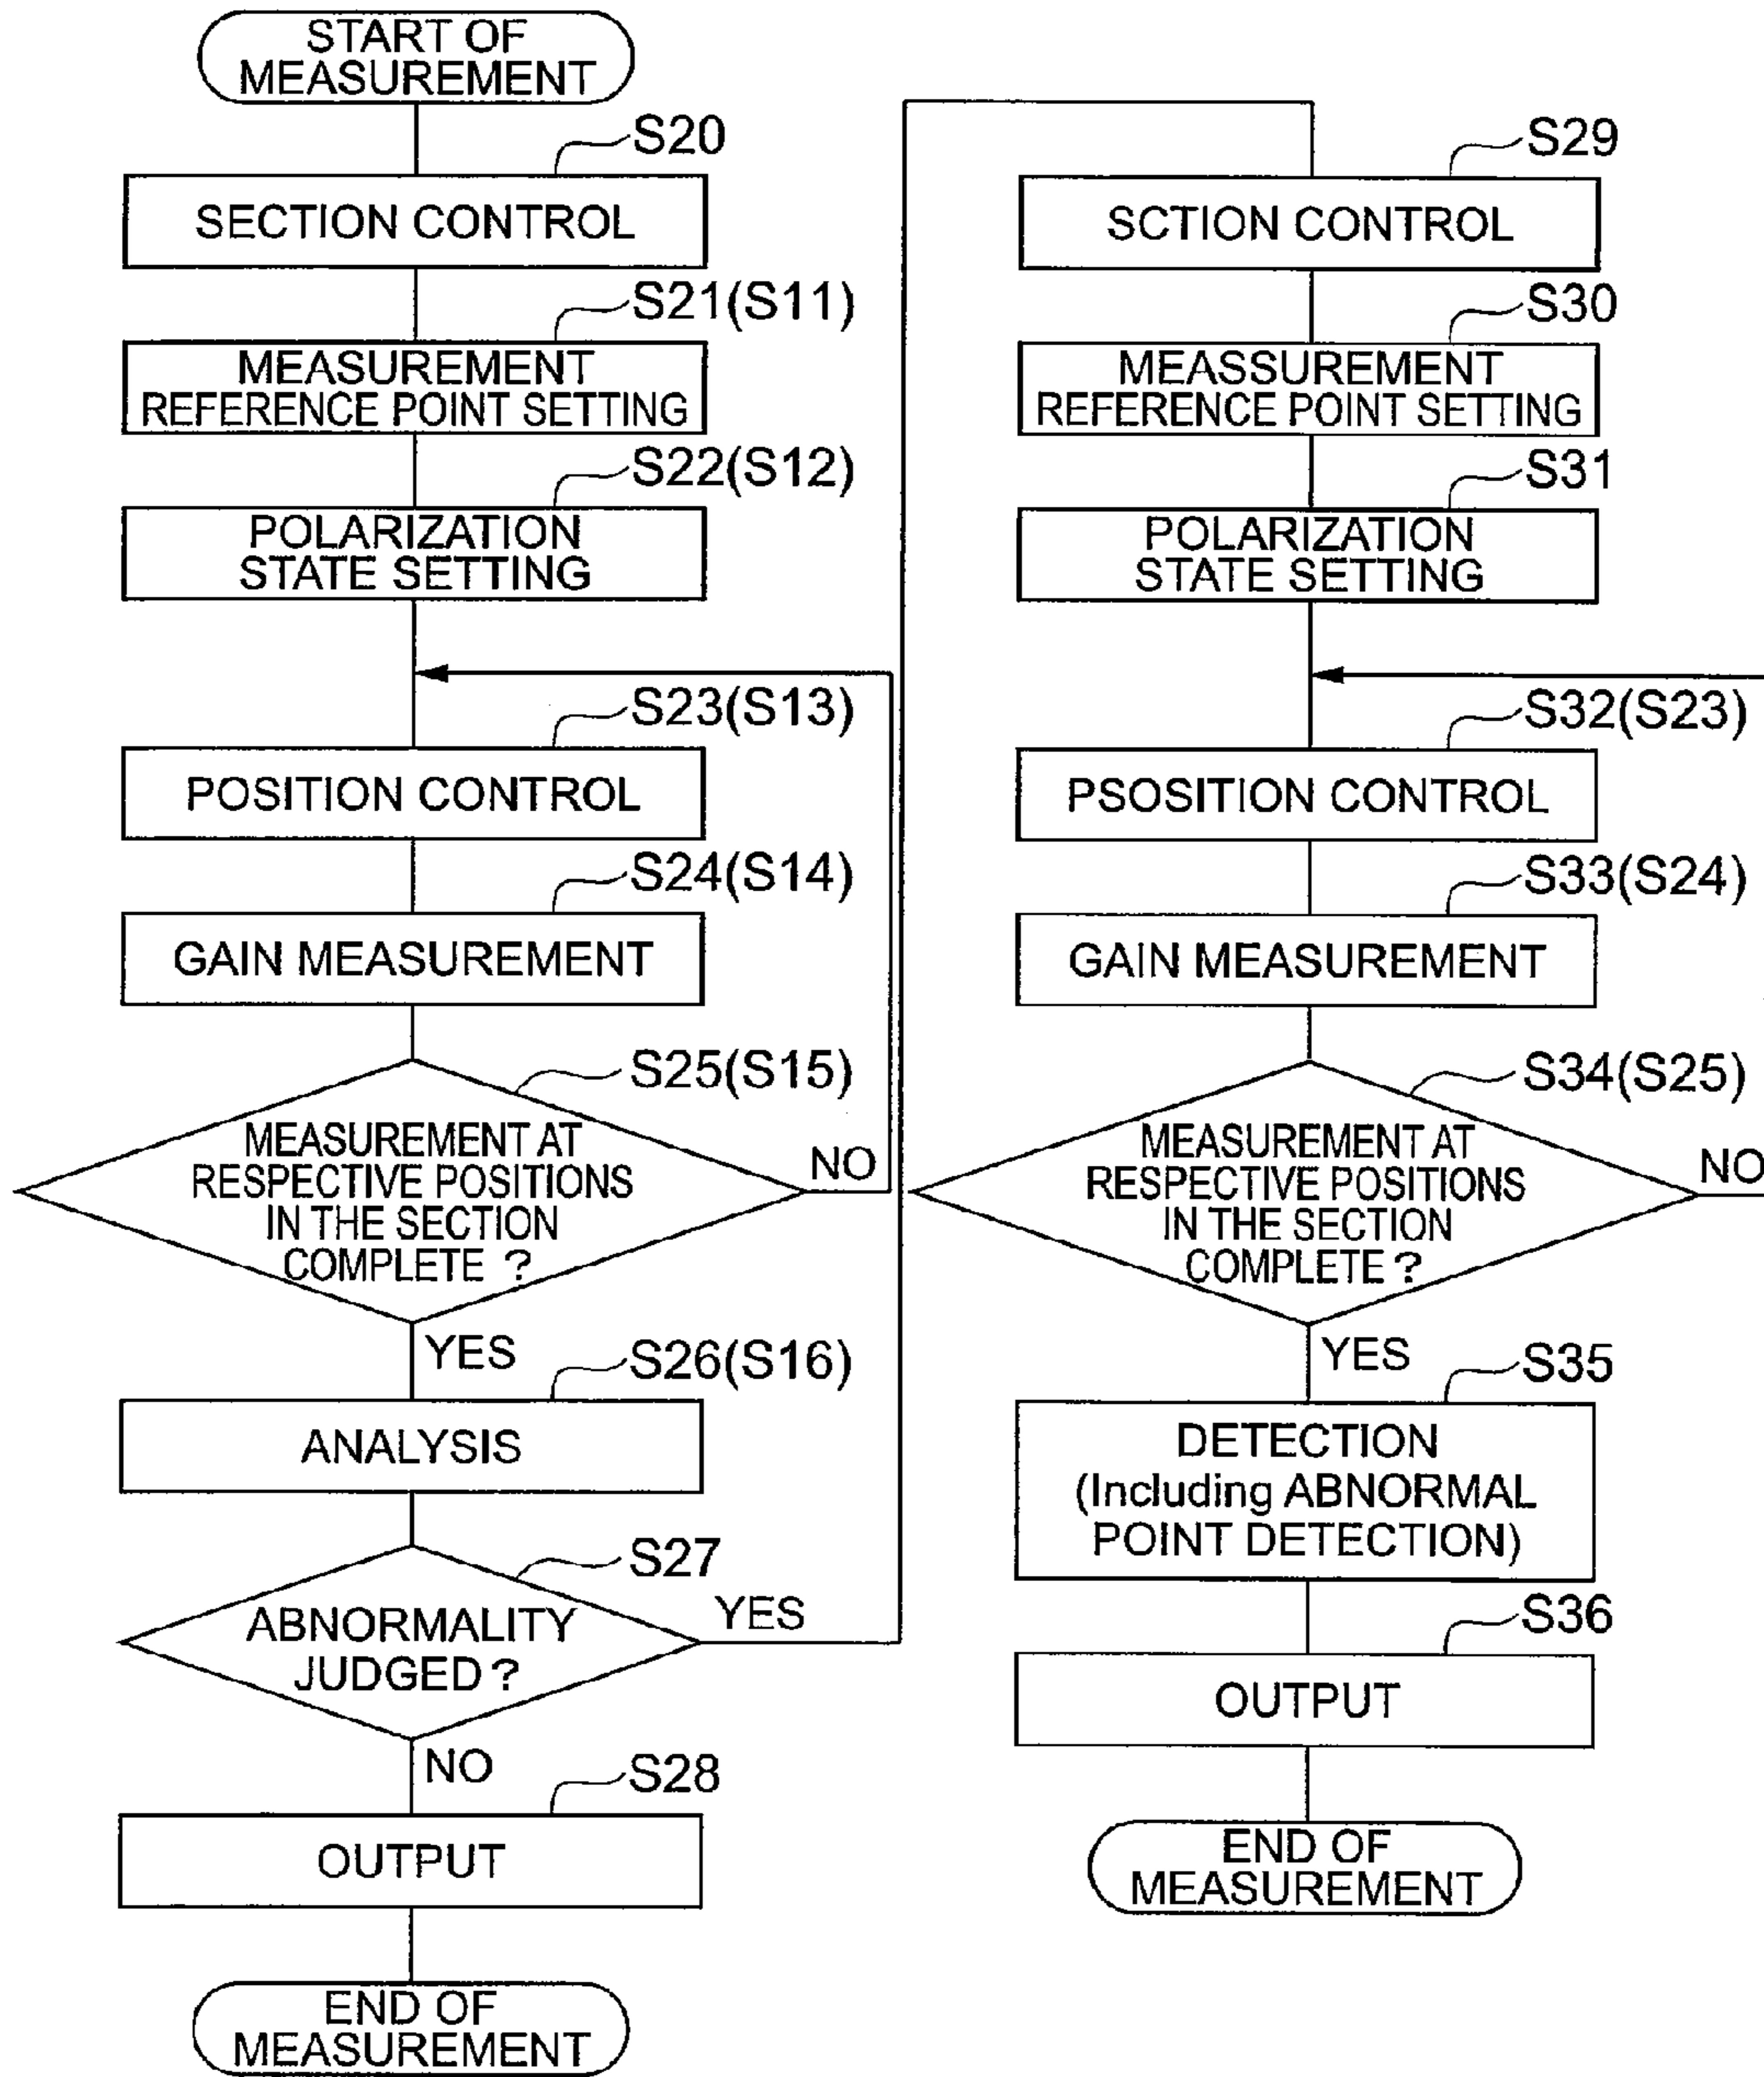 START OF
MEASUREMENT
S20
SECTION CONTROL
S21(S11)
MEASUREMENT
REFERENCE POINT SETTING
S22(S12)
POLARIZATION
STATE SETTING
S23(S13)
POSITION CONTROL
S24(S14)
GAIN MEASUREMENT
S25(S15)
MEASUREMENT AT
RESPECTIVE POSITIONS
IN THE SECTION
COMPLETE ?
NO
YES
S26(S16)
ANALYSIS
S27
ABNORMALITY
JUDGED ?
YES
NO
S28
OUTPUT
END OF
MEASUREMENT
S29
SCTION CONTROL
S30
MEASSUREMENT
REFERENCE POINT SETTING
S31
POLARIZATION
STATE SETTING
S32(S23)
PSOSITION CONTROL
S33(S24)
GAIN MEASUREMENT
S34(S25)
MEASUREMENT AT
RESPECTIVE POSITIONS
IN THE SECTION
COMPLETE ?
NO
YES
S35
DETECTION
(Including ABNORMAL
POINT DETECTION)
S36
OUTPUT
END OF
MEASUREMENT